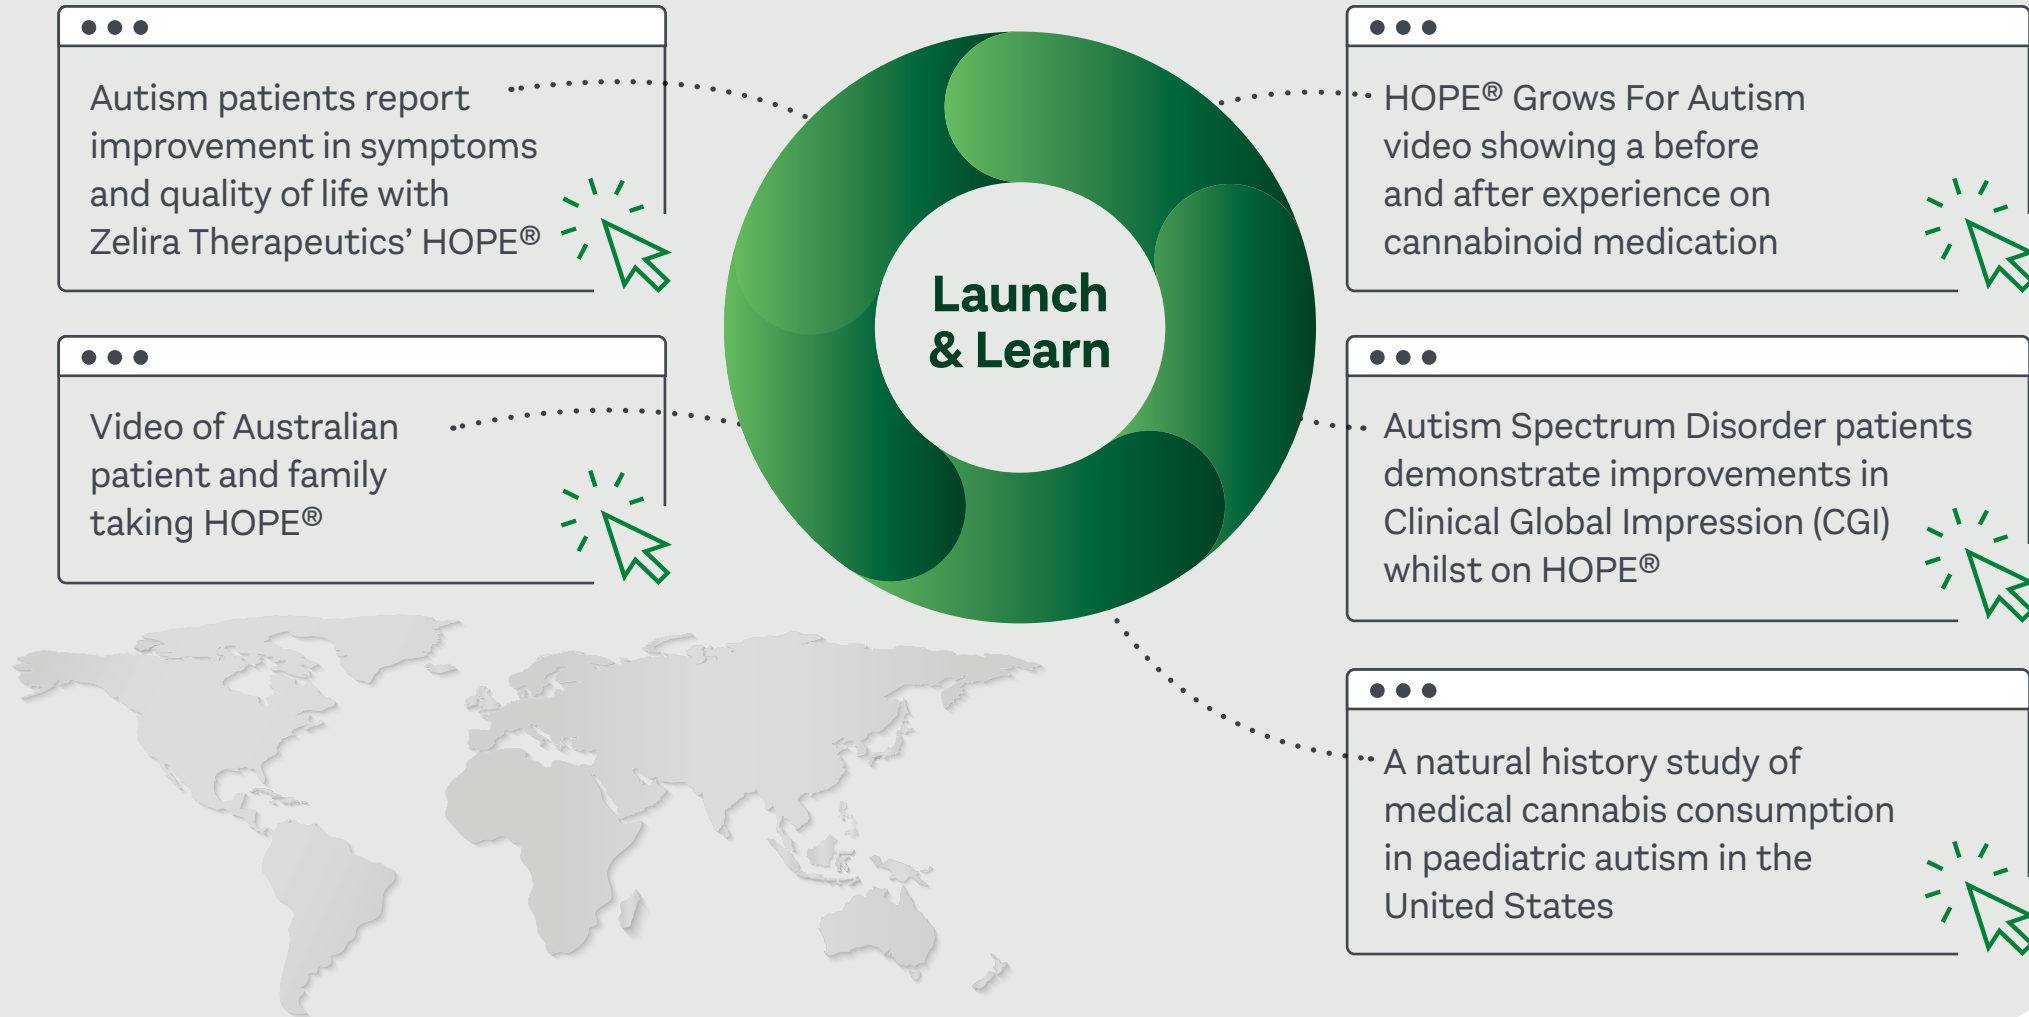 Autism patients report
improvement in symptoms
and quality of life with
Zelira Therapeutics’ HOPE®
Video of Australian
patient and family
taking HOPE®
Launch
& Learn
HOPE® Grows For Autism
video showing a before
and after experience on
cannabinoid medication
Autism Spectrum Disorder patients
demonstrate improvements in
Clinical Global Impression (CGI)
whilst on HOPE®
A natural history study of
medical cannabis consumption
in paediatric autism in the
United States